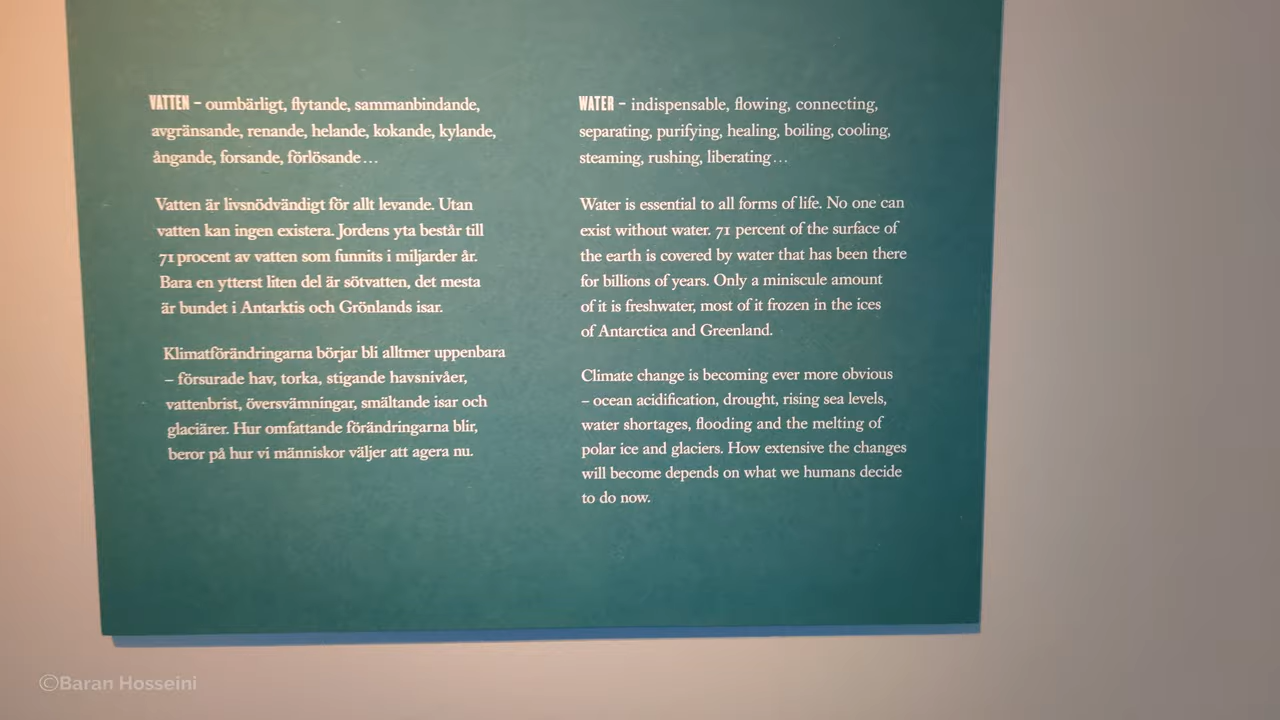 VATTEN – oumbärligt, flytande, sammanbindande,
avgränsande, renande, helande, kokande, kylande,
ångande, forsande, förlösande…
Vatten är livsnödvändigt för allt levande. Utan
vatten kan ingen existera. Jordens yta består till
71 procent av vatten som funnits i miljarder år.
Bara en ytterst liten del är sötvatten, det mesta
är bundet i Antarktis och Grönlands isar.
Klimatförändringarna börjar bli alltmer uppenbara
– försurade hav, torka, stigande havsnivåer,
vattenbrist, översvämningar, smältande isar och
glaciärer. Hur omfattande förändringarna blir,
beror på hur vi människor väljer att agera nu.
WATER – indispensable, flowing, connecting,
separating, purifying, healing, boiling, cooling,
steaming, rushing, liberating…
Water is essential to all forms of life. No one can
exist without water. 71 percent of the surface of
the earth is covered by water that has been there
for billions of years. Only a miniscule amount
of it is freshwater, most of it frozen in the ices
of Antarctica and Greenland.
Climate change is becoming ever more obvious
– ocean acidification, drought, rising sea levels,
water shortages, flooding and the melting of
polar ice and glaciers. How extensive the changes
will become depends on what we humans decide
to do now.
©Baran Hosseini